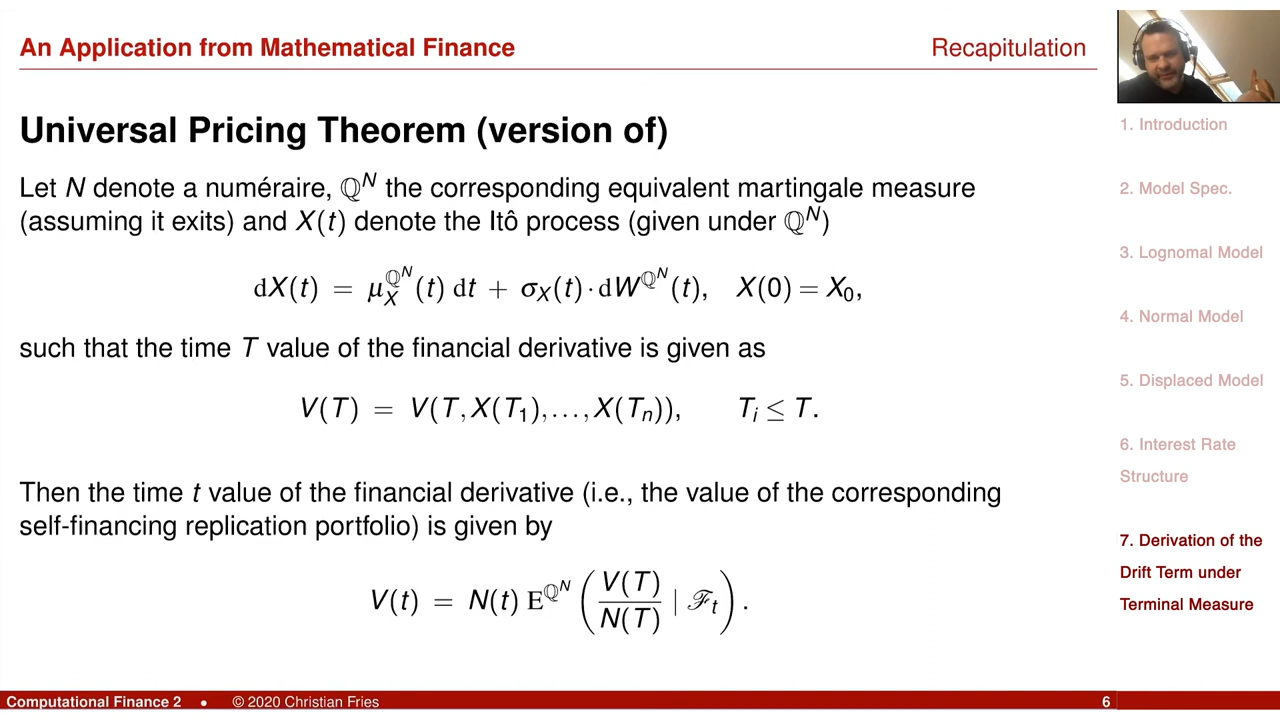 An Application from Mathematical Finance
Recapitulation
Universal Pricing Theorem (version of)
Let N denote a numéraire, ℚ^N the corresponding equivalent martingale measure
(assuming it exits) and X(t) denote the Itô process (given under ℚ^N)
dX(t) = μ_X^{ℚ^N}(t) dt + σ_X(t) · dW^{ℚ^N}(t), X(0) = X_0,
such that the time T value of the financial derivative is given as
V(T) = V(T, X(T_1), …, X(T_n)), T_i ≤ T.
Then the time t value of the financial derivative (i.e., the value of the corresponding
self-financing replication portfolio) is given by
V(t) = N(t) E^{ℚ^N} ( V(T) / N(T) | ℱ_t ).
1. Introduction
2. Model Spec.
3. Lognomal Model
4. Normal Model
5. Displaced Model
6. Interest Rate
Structure
7. Derivation of the
Drift Term under
Terminal Measure
Computational Finance 2 • © 2020 Christian Fries 6